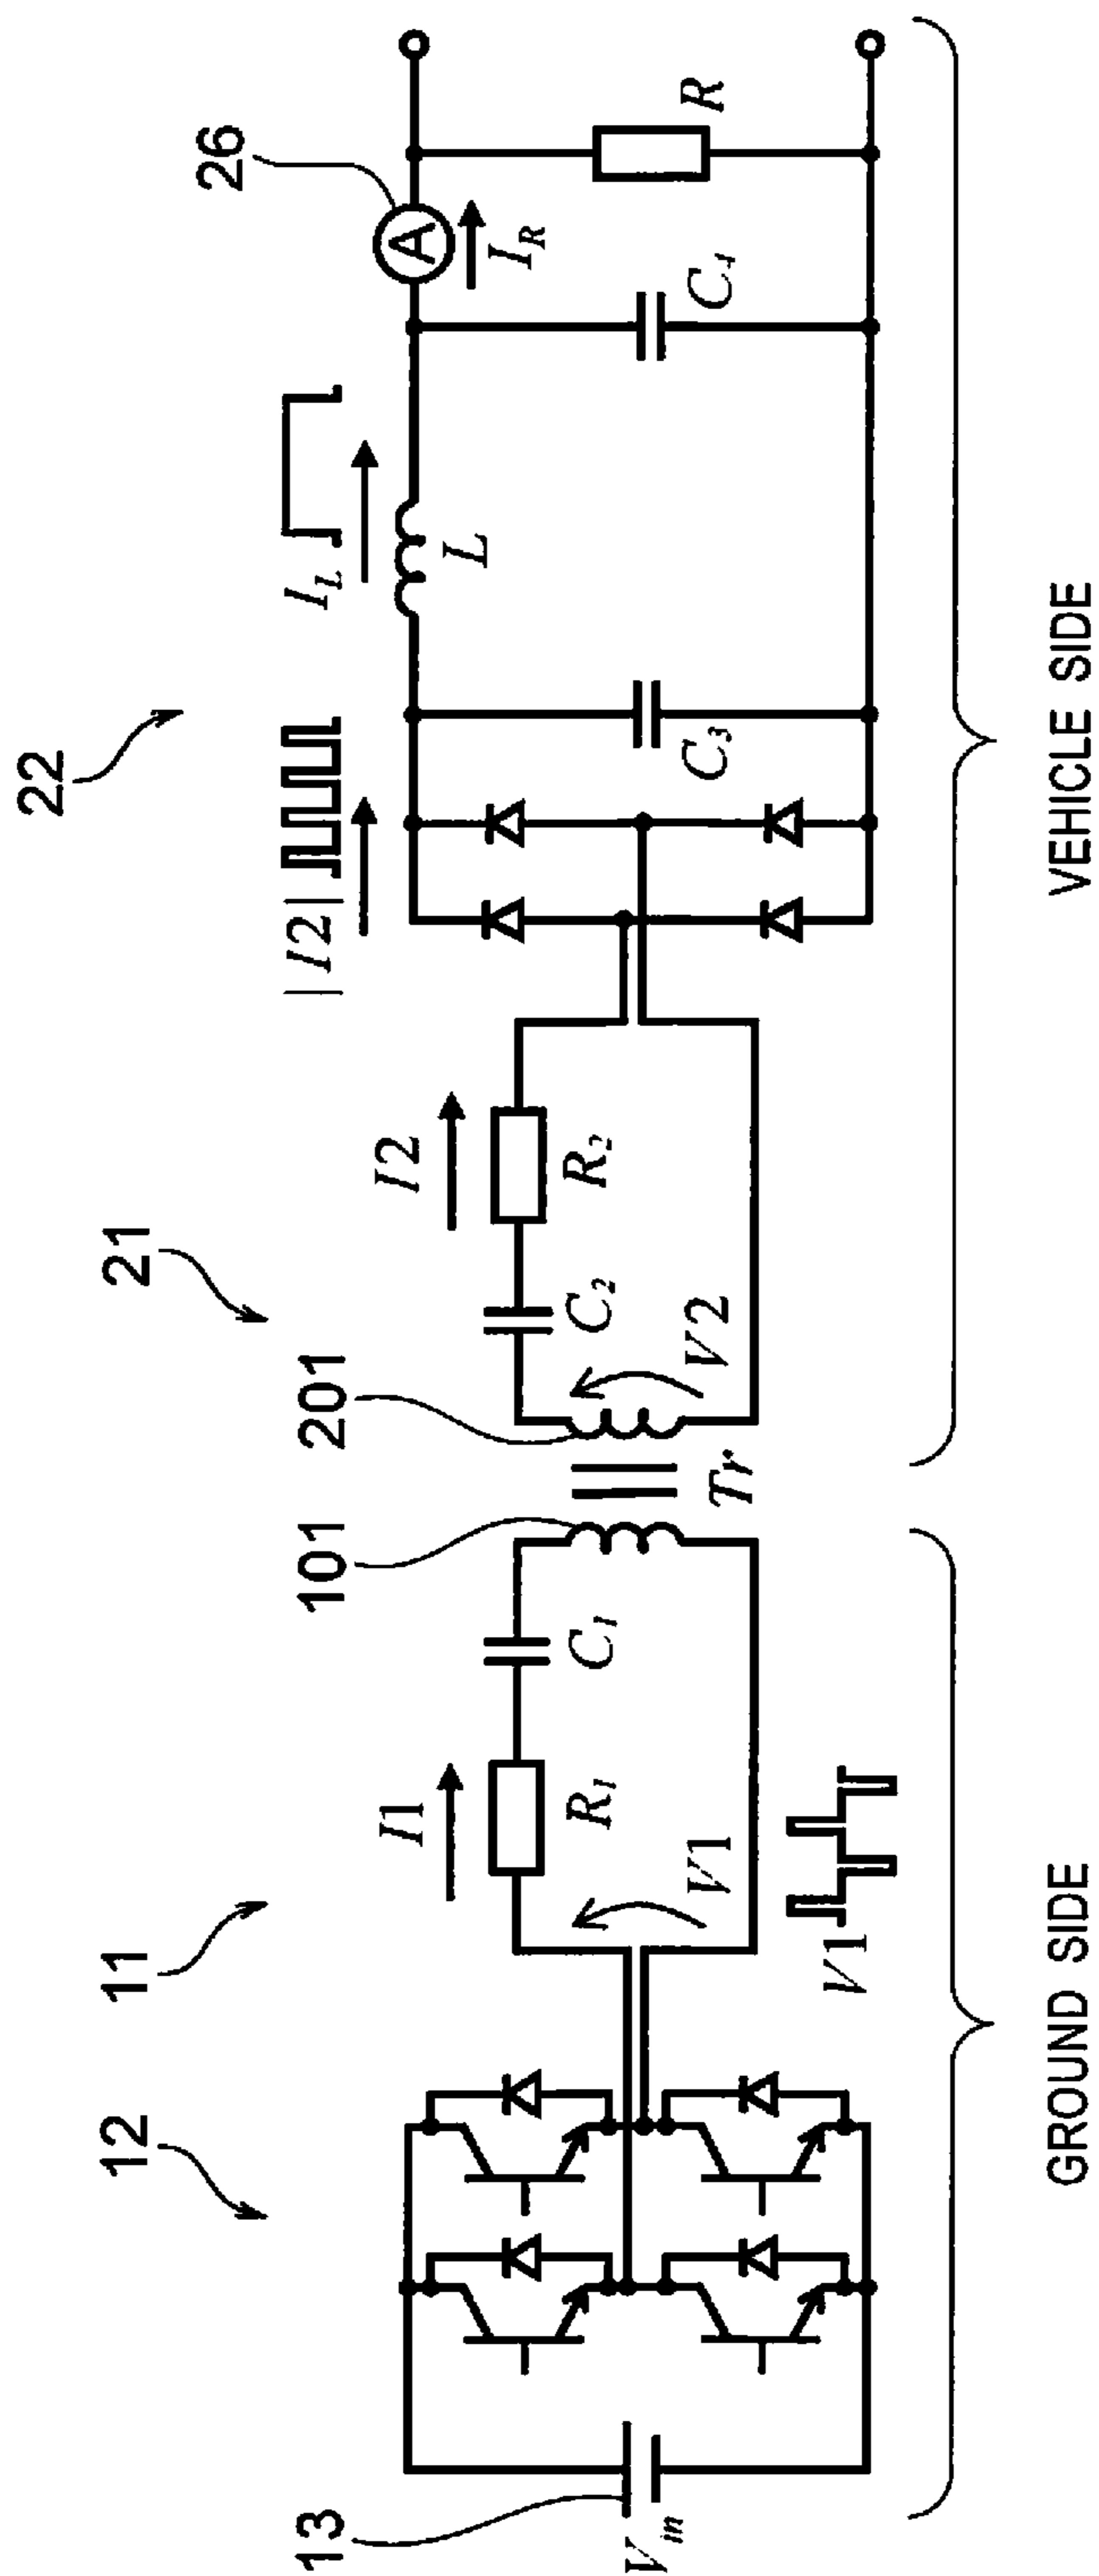 13
V_in
12
11
I1
R_1
C_1
V1
V1
101
201
Tr
V2
21
C_2
I2
R_2
22
|I2|
C_3
I_L
L
C_4
26
A
I_R
R
GROUND SIDE
VEHICLE SIDE